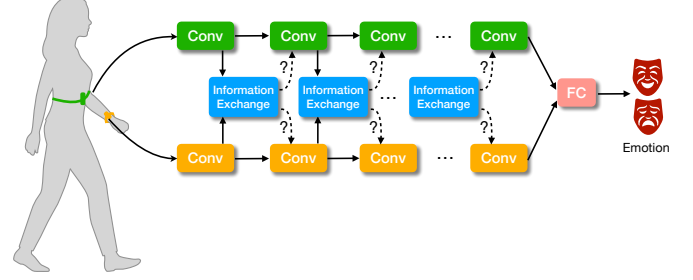 Conv Conv Conv ... Conv
? ? ?
Information Exchange
Information Exchange
...
Information Exchange
FC
? ? ?
Emotion
Conv Conv Conv ... Conv